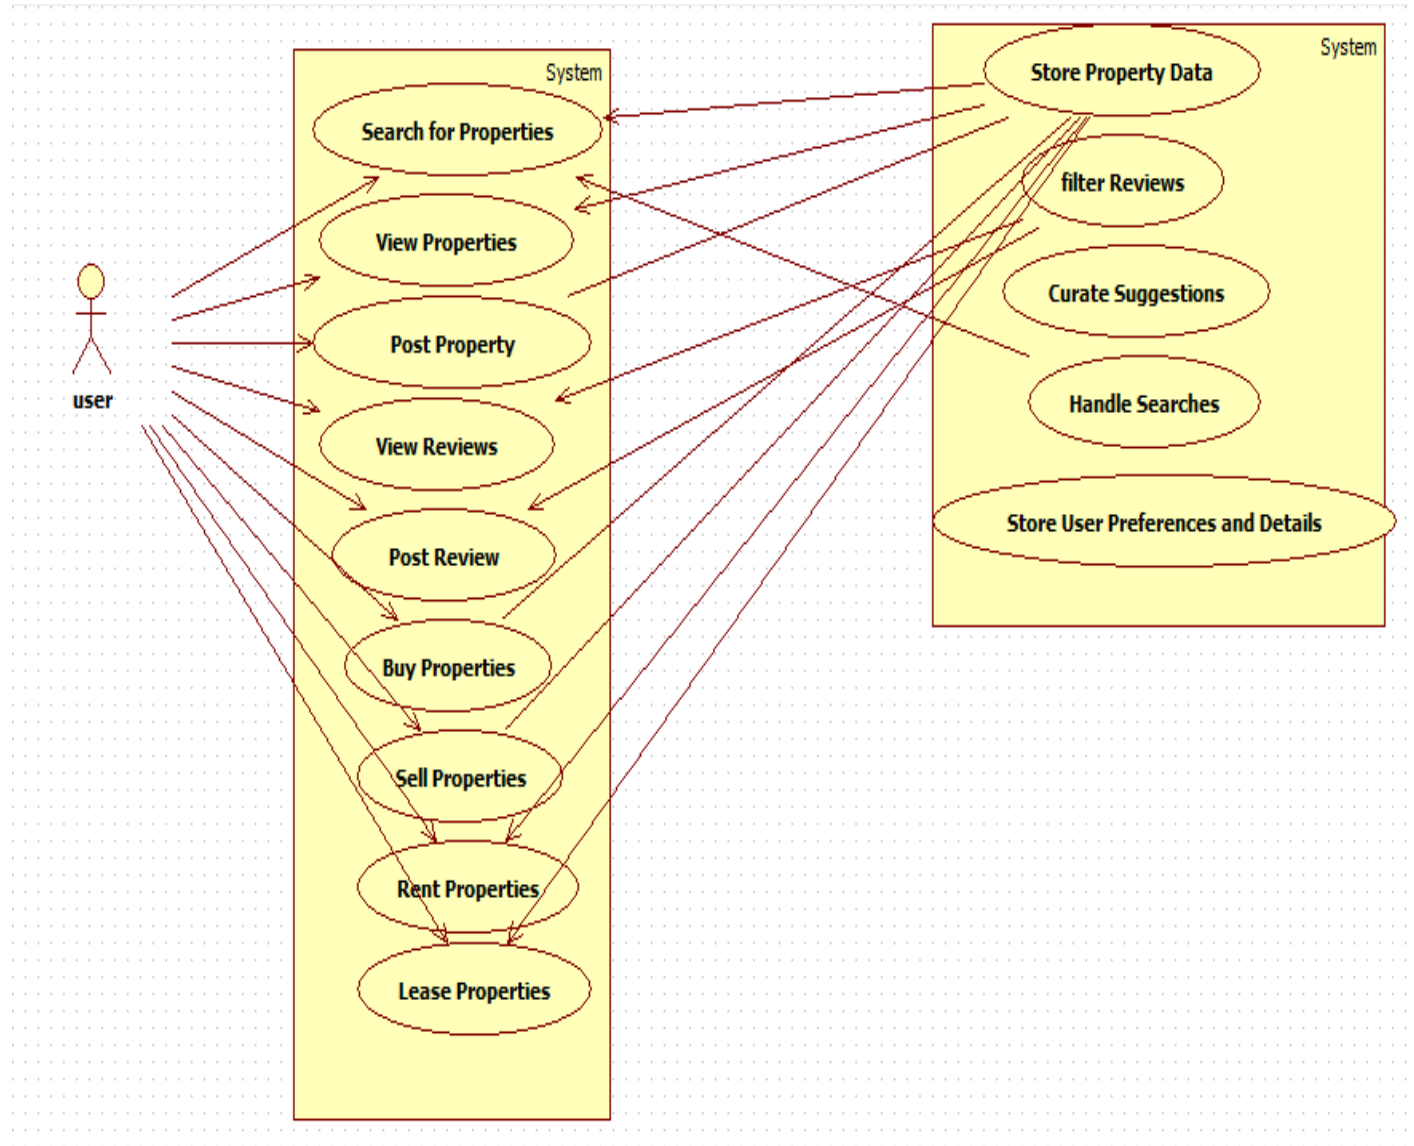 System
Search for Properties
View Properties
Post Property
View Reviews
Post Review
Buy Properties
Sell Properties
Rent Properties
Lease Properties
user
System
Store Property Data
filter Reviews
Curate Suggestions
Handle Searches
Store User Preferences and Details